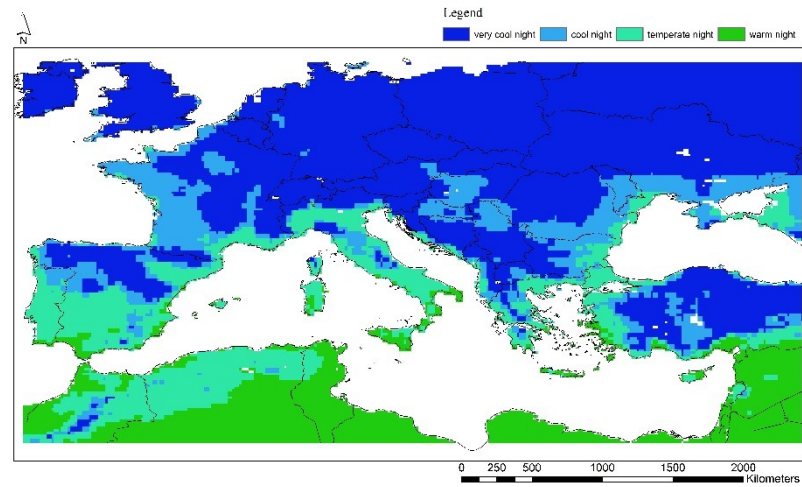 Legend
N
very cool night cool night temperate night warm night
0 250 500 1000 1500 2000
Kilometers